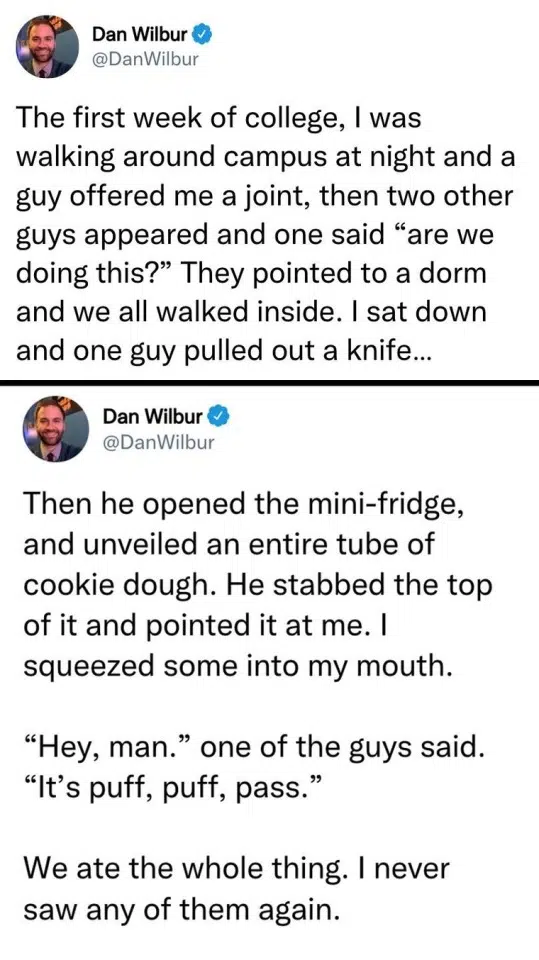 Dan Wilbur
@DanWilbur
The first week of college, I was
walking around campus at night and a
guy offered me a joint, then two other
guys appeared and one said “are we
doing this?” They pointed to a dorm
and we all walked inside. I sat down
and one guy pulled out a knife...
Dan Wilbur
@DanWilbur
Then he opened the mini-fridge,
and unveiled an entire tube of
cookie dough. He stabbed the top
of it and pointed it at me. I
squeezed some into my mouth.
“Hey, man.” one of the guys said.
“It’s puff, puff, pass.”
We ate the whole thing. I never
saw any of them again.